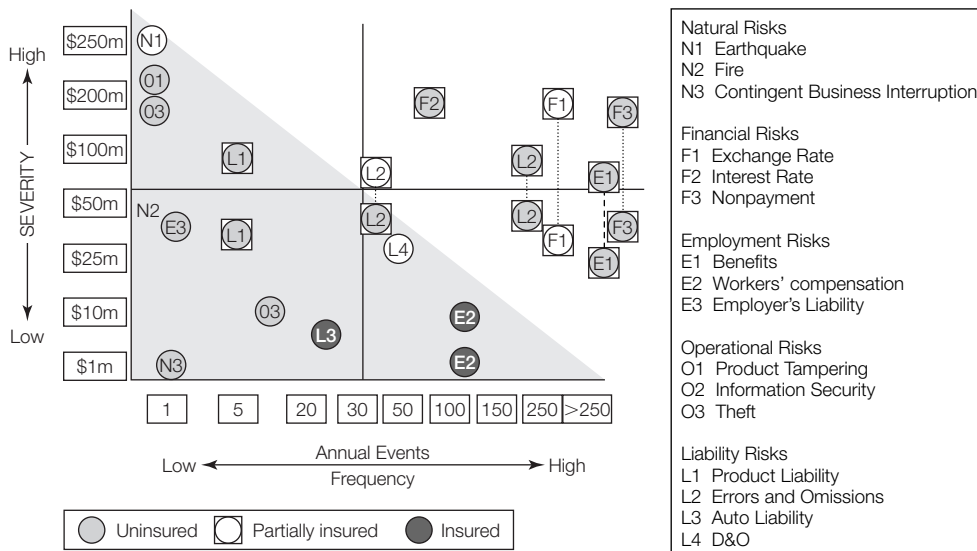 High
SEVERITY
Low
$250m
$200m
$100m
$50m
$25m
$10m
$1m
N1
O1
O3
F2
F1
F3
L1
L2
L2
E1
N2
E3
L1
L2
L4
L2
F1
F3
E1
O3
L3
E2
N3
E2
1
5
20
30
50
100
150
250
>250
Annual Events
Low
High
Frequency
Uninsured
Partially insured
Insured
Natural Risks
N1 Earthquake
N2 Fire
N3 Contingent Business Interruption
Financial Risks
F1 Exchange Rate
F2 Interest Rate
F3 Nonpayment
Employment Risks
E1 Benefits
E2 Workers' compensation
E3 Employer's Liability
Operational Risks
O1 Product Tampering
O2 Information Security
O3 Theft
Liability Risks
L1 Product Liability
L2 Errors and Omissions
L3 Auto Liability
L4 D&O